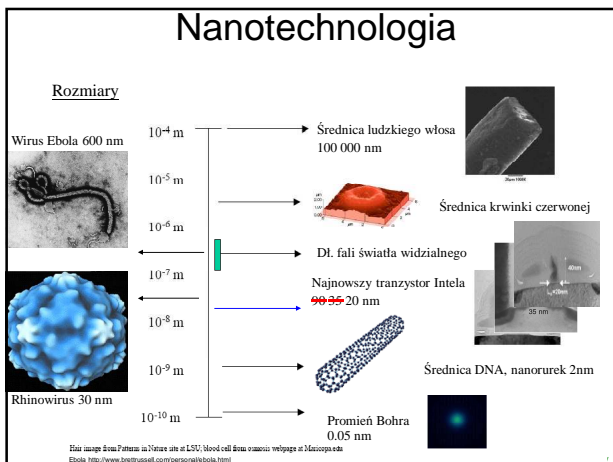 Nanotechnologia
Rozmiary
Wirus Ebola 600 nm
10-4 m
Średnica ludzkiego włosa
100 000 nm
10-5 m
Średnica krwinki czerwonej
10-6 m
Dł. fali światła widzialnego
10-7 m
Najnowszy tranzystor Intela
90 35 20 nm
35 nm
10-8 m
10-9 m
Średnica DNA, nanorurek 2nm
Rhinowirus 30 nm
10-10 m
Promień Bohra
0.05 nm
Hair image from Patterns in Nature site at LSU; blood cell from osmosis webpage at Maricopa.edu
Ebola http://www.brettrussell.com/personal/ebola.html